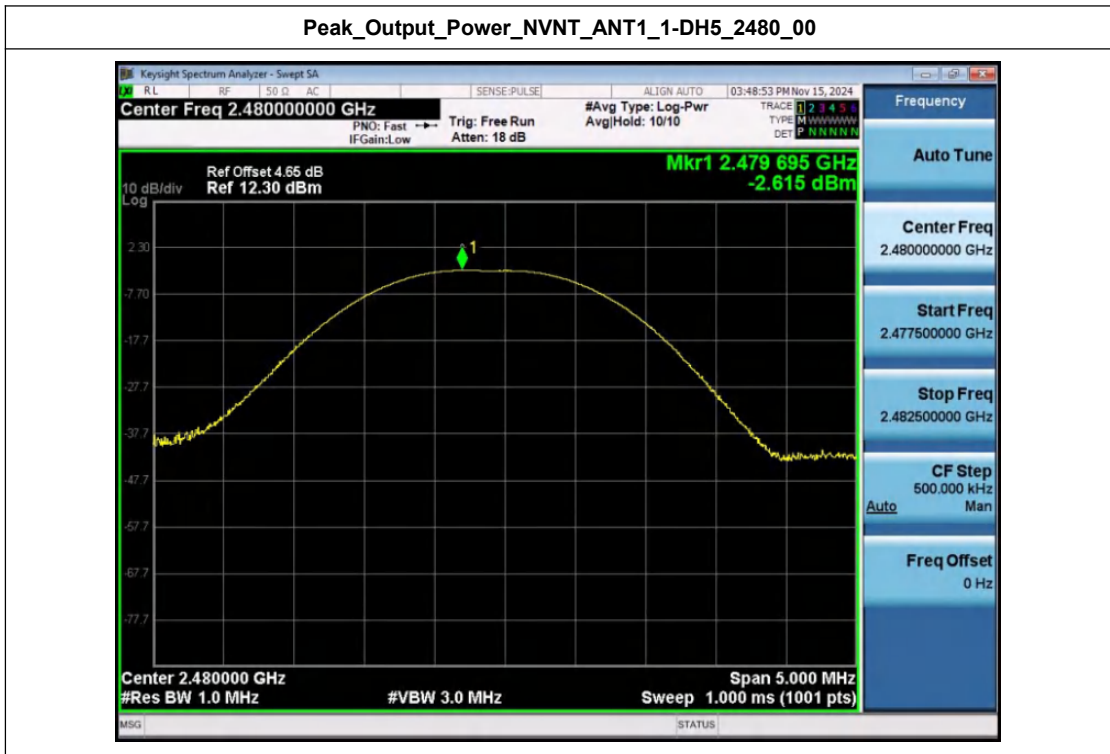 Peak_Output_Power_NVNT_ANT1_1-DH5_2480_00
Keysight Spectrum Analyzer - Swept SA
RL RF 50 Ω AC SENSE:PULSE ALIGN AUTO 03:48:53 PM Nov 15, 2024
Center Freq 2.480000000 GHz
PNO: Fast
IFGain:Low
Trig: Free Run
Atten: 18 dB
#Avg Type: Log-Pwr
Avg|Hold: 10/10
TRACE 1 2 3 4 5 6
TYPE M W W W W W
DET P N N N N N
Mkr1 2.479 695 GHz
-2.615 dBm
Ref Offset 4.65 dB
10 dB/div Ref 12.30 dBm
Log
1
2.30
-7.70
-17.7
-27.7
-37.7
-47.7
-57.7
-67.7
-77.7
Center 2.480000 GHz Span 5.000 MHz
#Res BW 1.0 MHz #VBW 3.0 MHz Sweep 1.000 ms (1001 pts)
MSG STATUS
Frequency
Auto Tune
Center Freq
2.480000000 GHz
Start Freq
2.477500000 GHz
Stop Freq
2.482500000 GHz
CF Step
500.000 kHz
Auto Man
Freq Offset
0 Hz